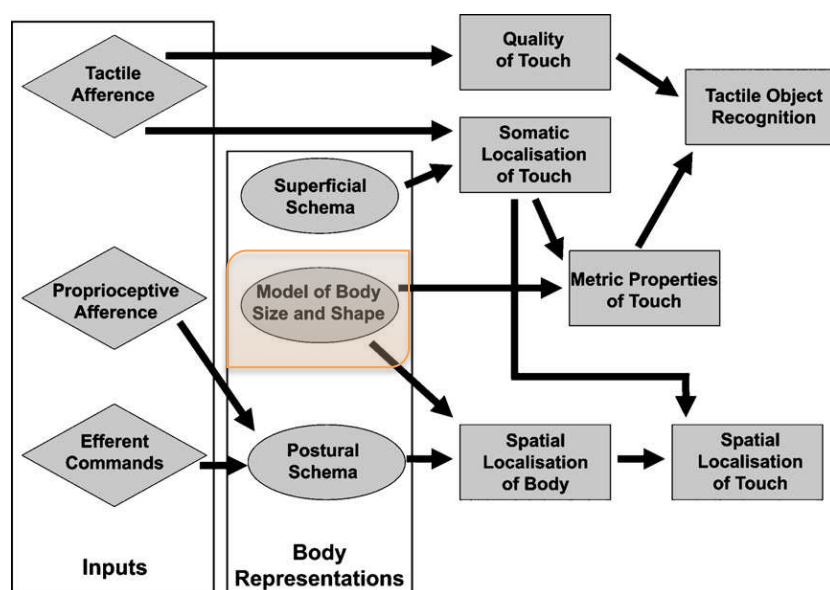 Tactile
Afference
Quality
of Touch
Tactile Object
Recognition
Somatic
Localisation
of Touch
Superficial
Schema
Proprioceptive
Afference
Model of Body
Size and Shape
Metric Properties
of Touch
Efferent
Commands
Postural
Schema
Spatial
Localisation
of Body
Spatial
Localisation
of Touch
Inputs
Body
Representations